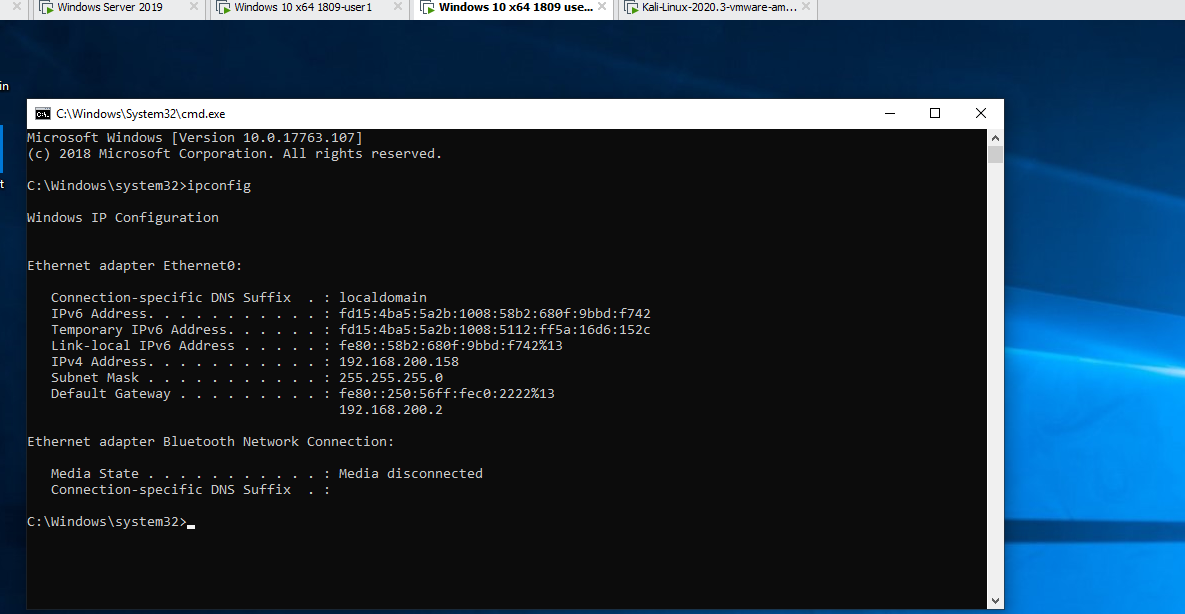 Windows Server 2019
Windows 10 x64 1809-user1
Windows 10 x64 1809 use...
Kali-Linux-2020.3-vmware-am...
in
t
C:\Windows\System32\cmd.exe
Microsoft Windows [Version 10.0.17763.107]
(c) 2018 Microsoft Corporation. All rights reserved.
C:\Windows\system32>ipconfig
Windows IP Configuration
Ethernet adapter Ethernet0:
Connection-specific DNS Suffix  . : localdomain
IPv6 Address. . . . . . . . . . . : fd15:4ba5:5a2b:1008:58b2:680f:9bbd:f742
Temporary IPv6 Address. . . . . . : fd15:4ba5:5a2b:1008:5112:ff5a:16d6:152c
Link-local IPv6 Address . . . . . : fe80::58b2:680f:9bbd:f742%13
IPv4 Address. . . . . . . . . . . : 192.168.200.158
Subnet Mask . . . . . . . . . . . : 255.255.255.0
Default Gateway . . . . . . . . . : fe80::250:56ff:fec0:2222%13
192.168.200.2
Ethernet adapter Bluetooth Network Connection:
Media State . . . . . . . . . . . : Media disconnected
Connection-specific DNS Suffix  . :
C:\Windows\system32>